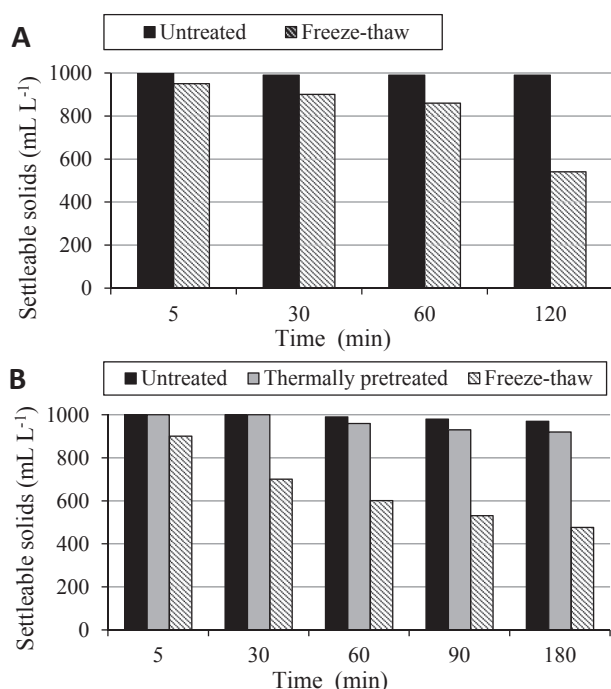 A
Untreated Freeze-thaw
Settleable solids (mL L-1)
1000
800
600
400
200
0
5 30 60 120
Time (min)
B
Untreated Thermally pretreated Freeze-thaw
Settleable solids (mL L-1)
1000
800
600
400
200
0
5 30 60 90 180
Time (min)